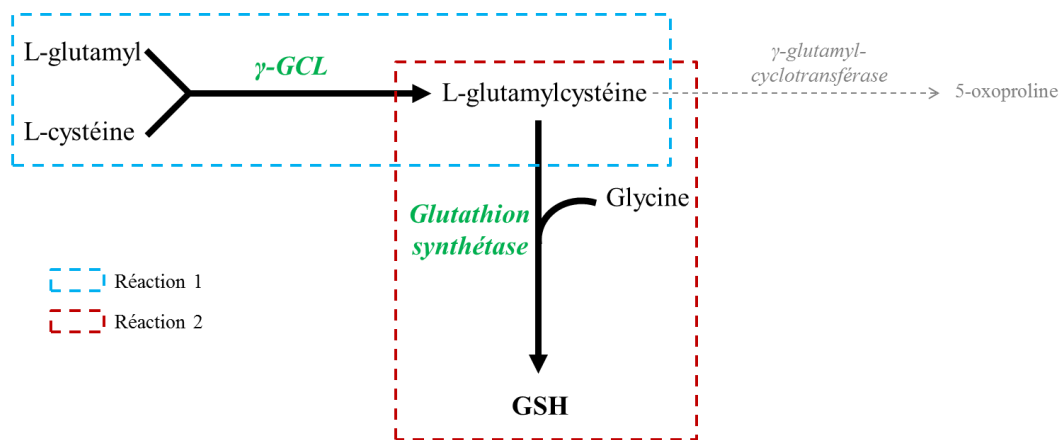 L-glutamyl
γ-GCL
L-cystéine
L-glutamylcystéine
γ-glutamyl-
cyclotransférase
5-oxoproline
Glycine
Glutathion
synthétase
Réaction 1
Réaction 2
GSH